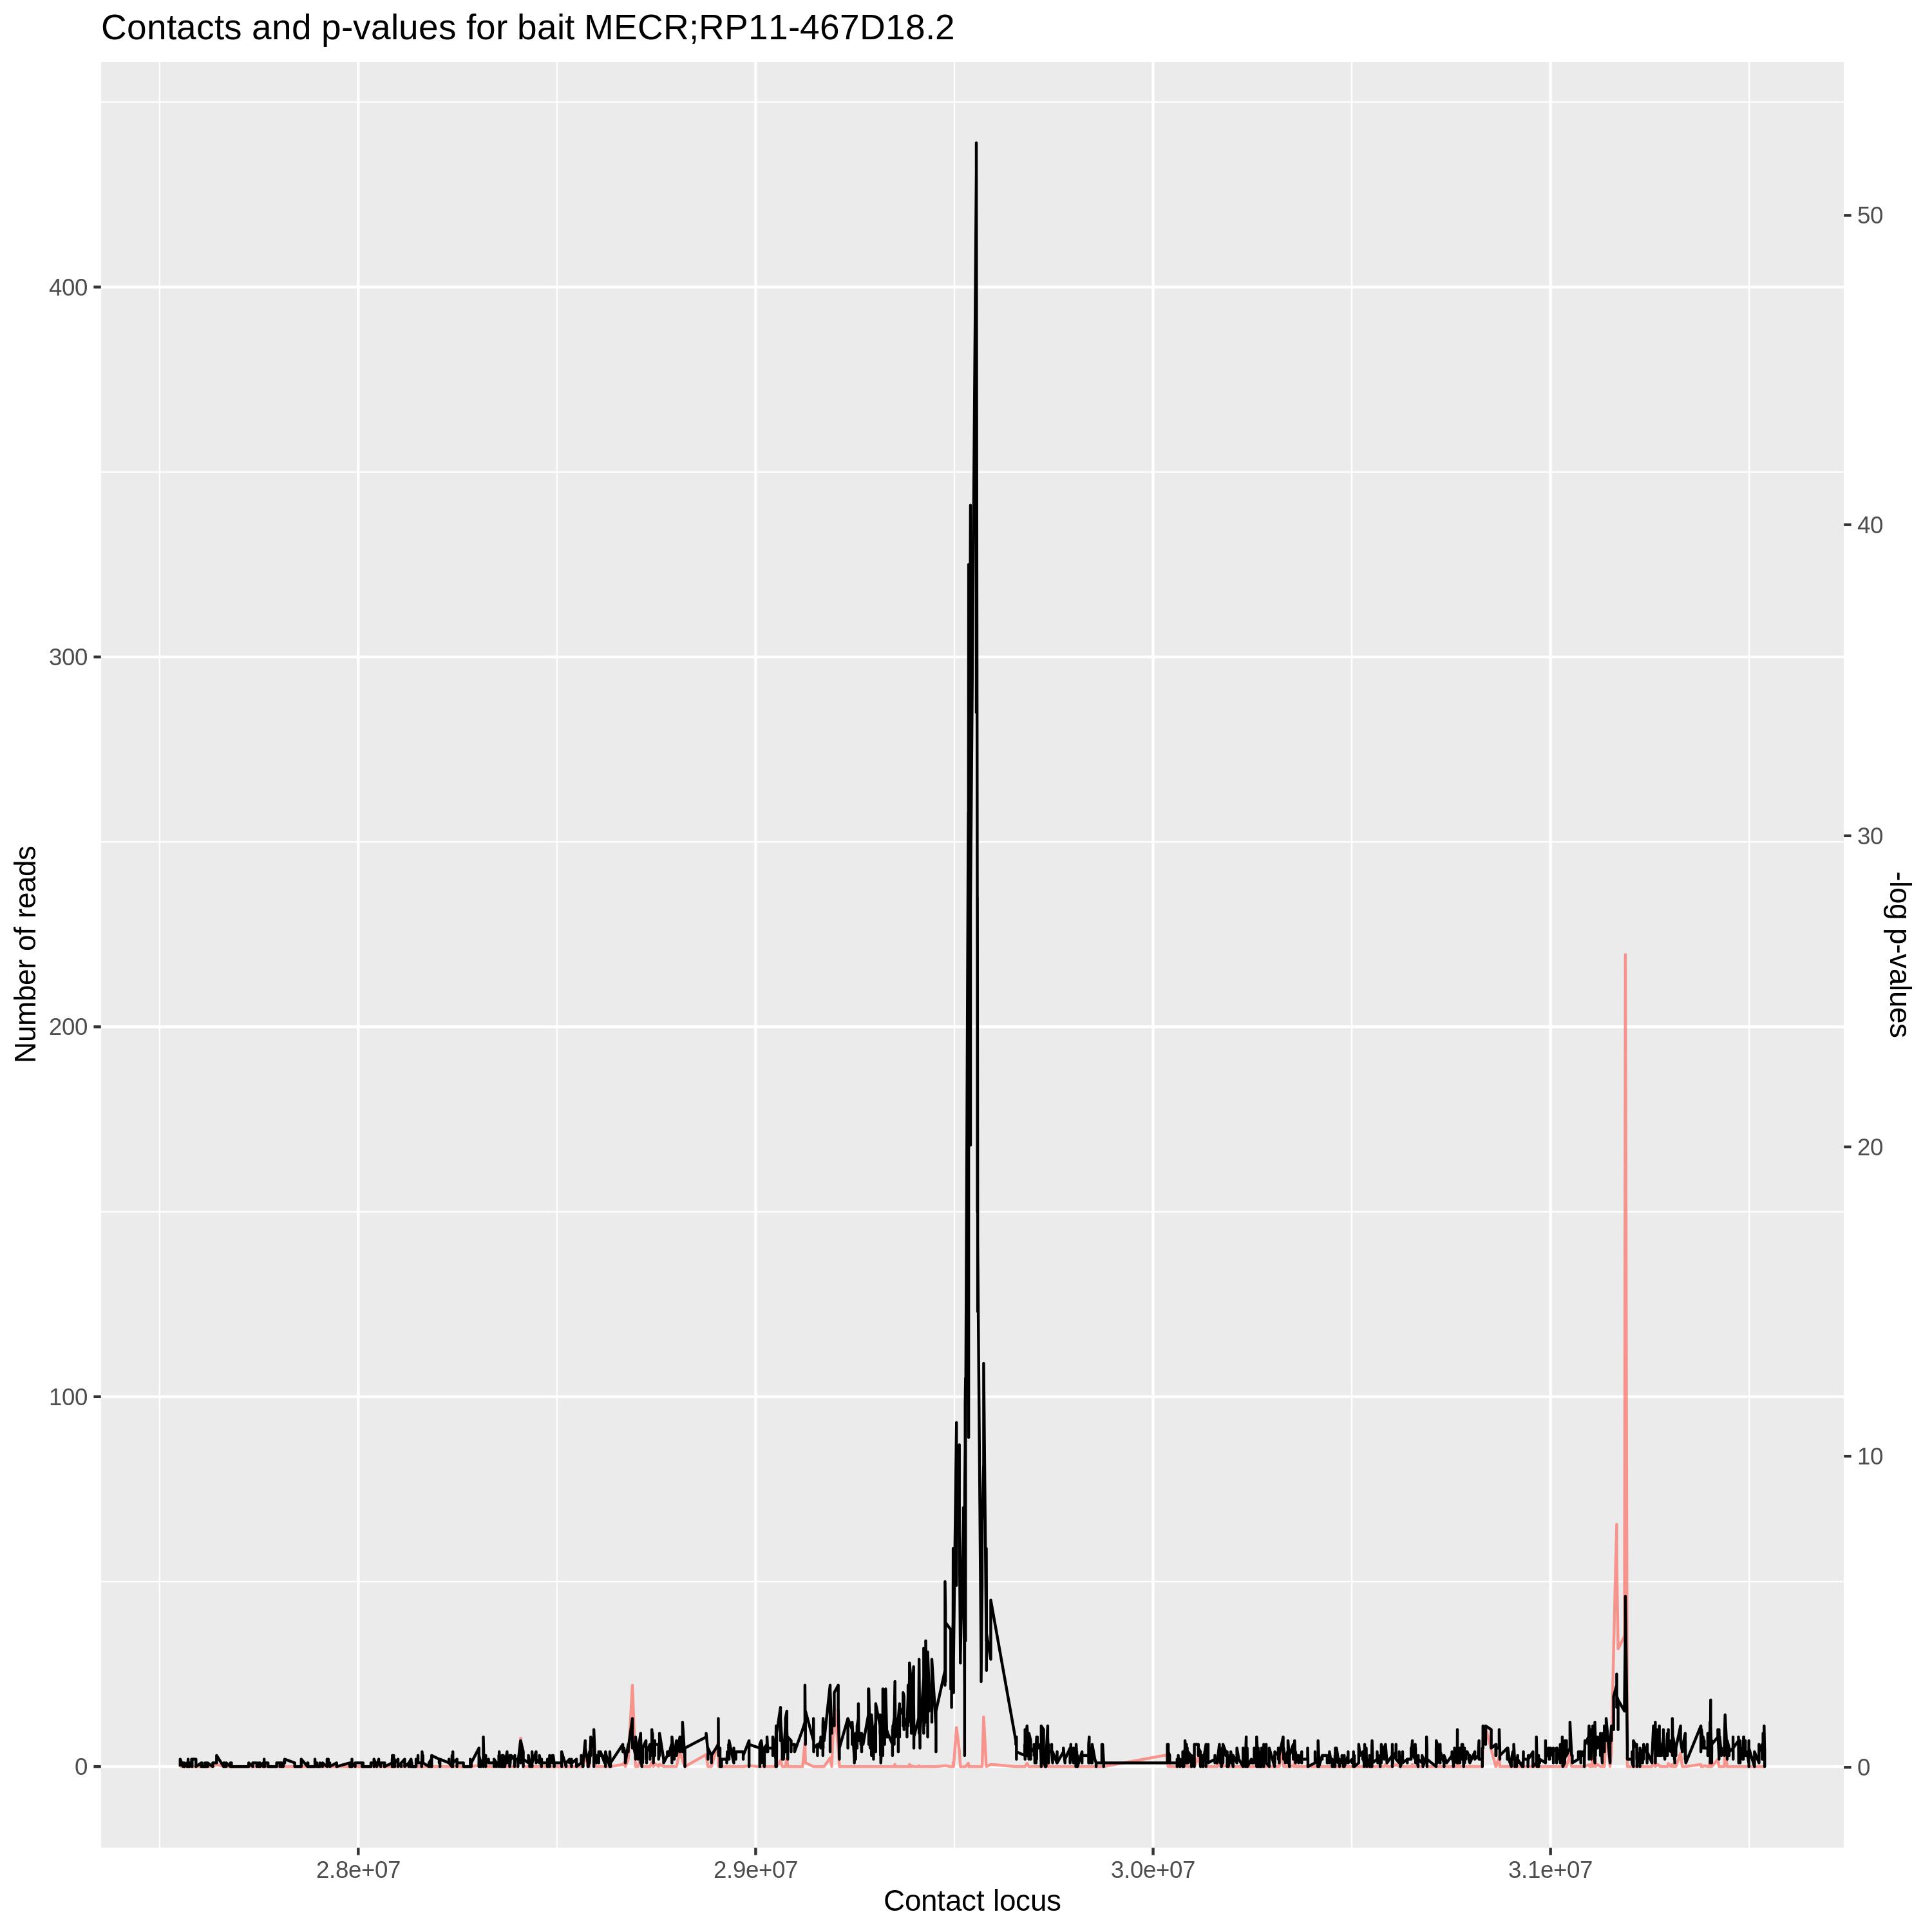 Contacts and p-values for bait MECR;RP11-467D18.2
400
300
200
100
0
Number of reads
50
40
30
20
10
0
-log p-values
2.8e+07
2.9e+07
3.0e+07
3.1e+07
Contact locus